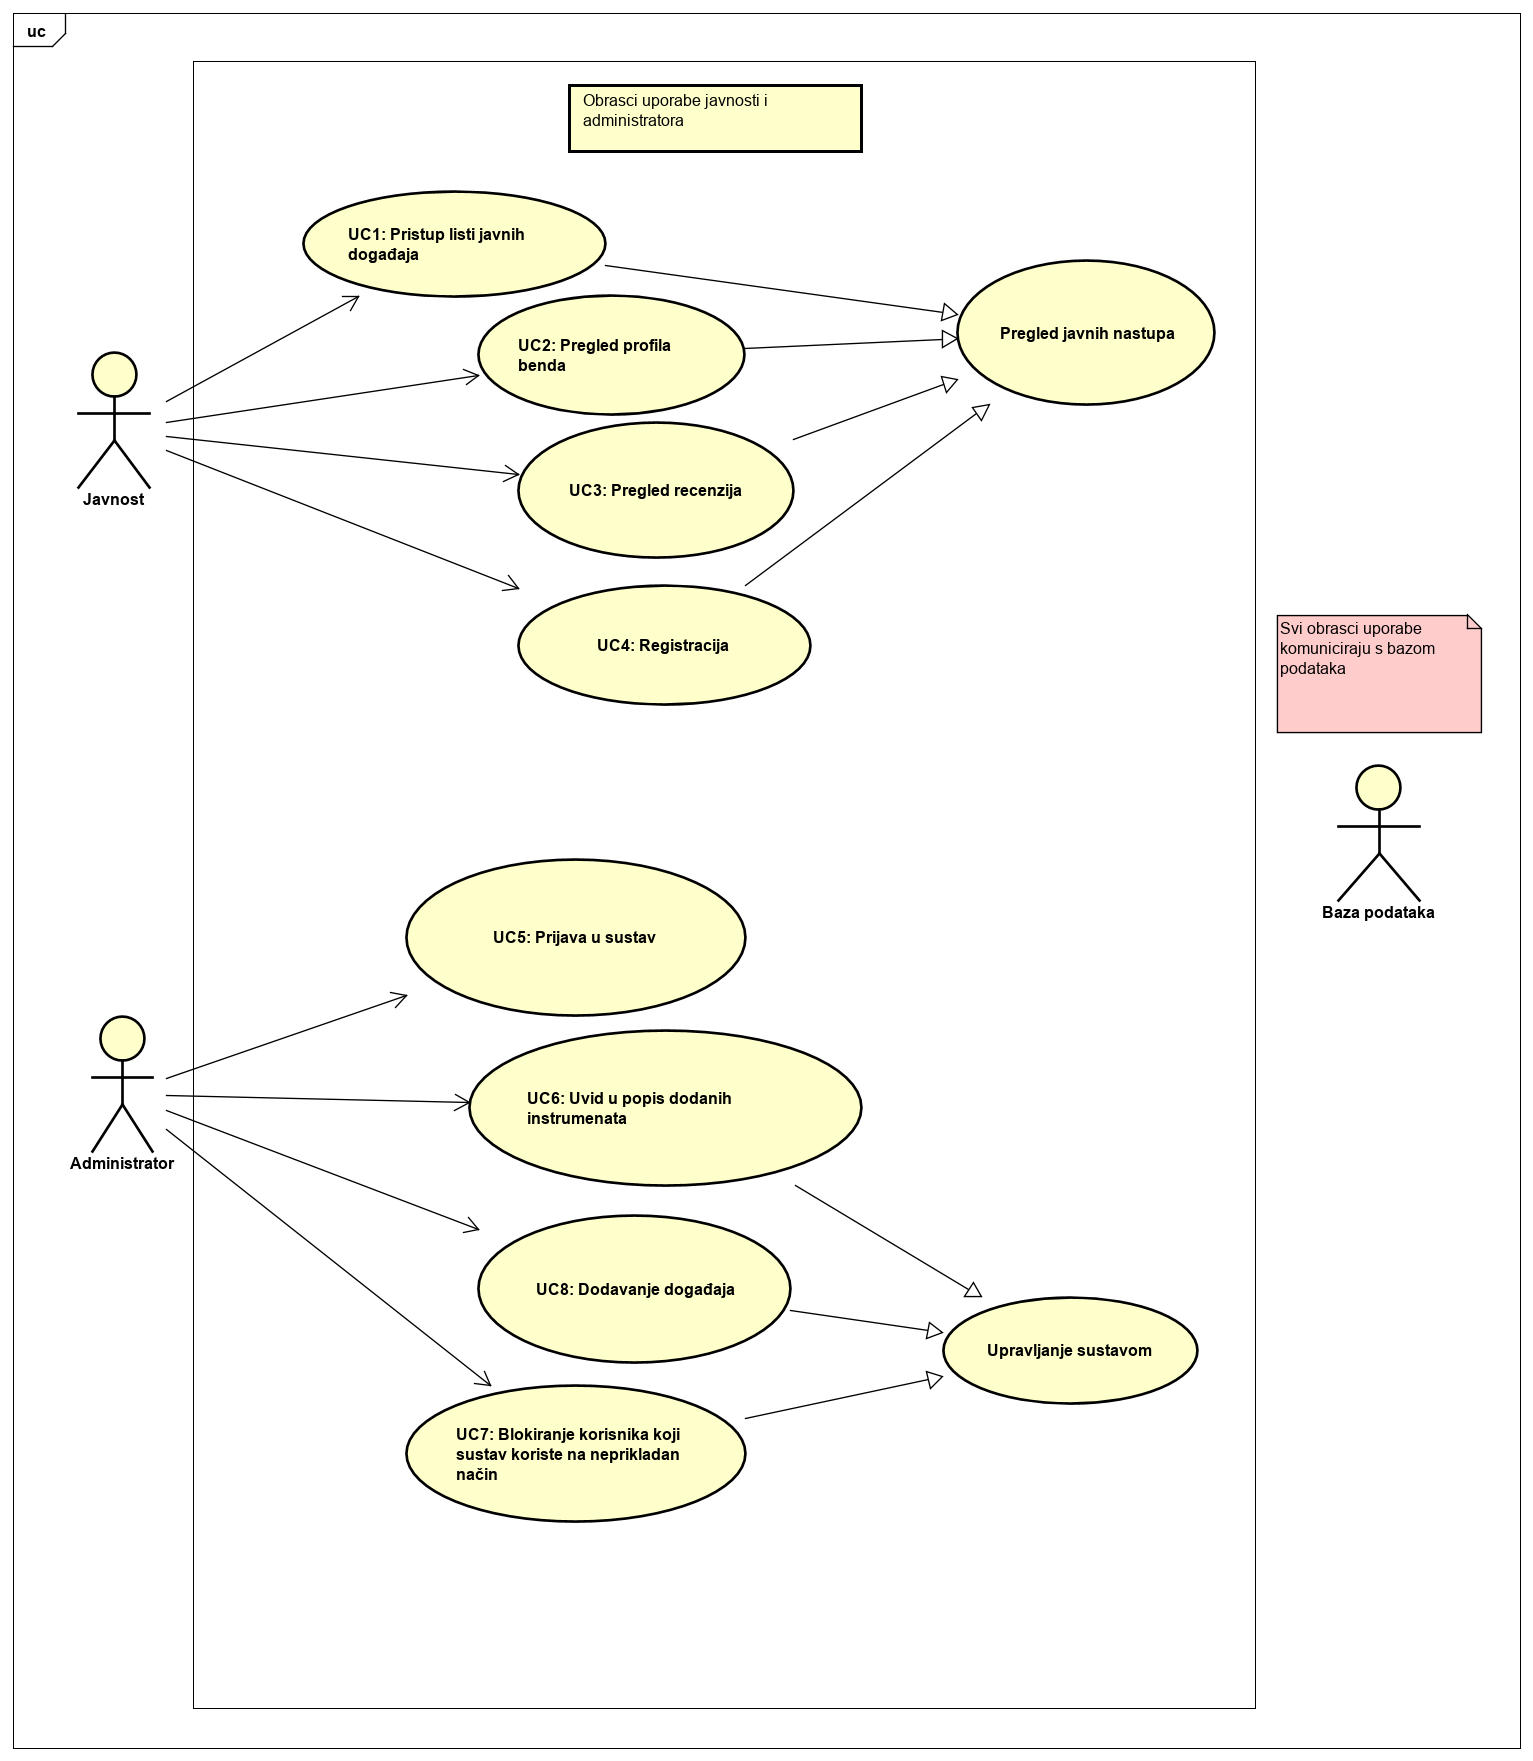 uc
Obrasci uporabe javnosti i
administratora
UC1: Pristup listi javnih
događaja
Pregled javnih nastupa
UC2: Pregled profila
benda
UC3: Pregled recenzija
Javnost
UC4: Registracija
Svi obrasci uporabe
komuniciraju s bazom
podataka
Baza podataka
UC5: Prijava u sustav
UC6: Uvid u popis dodanih
instrumenata
Administrator
UC8: Dodavanje događaja
Upravljanje sustavom
UC7: Blokiranje korisnika koji
sustav koriste na neprikladan
način